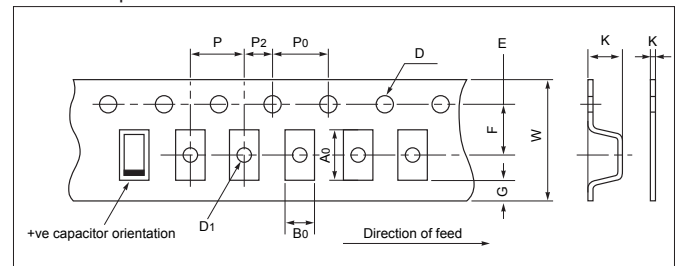 P P2 P0 D E K K
F W
A0
G
+ve capacitor orientation D1 B0 Direction of feed